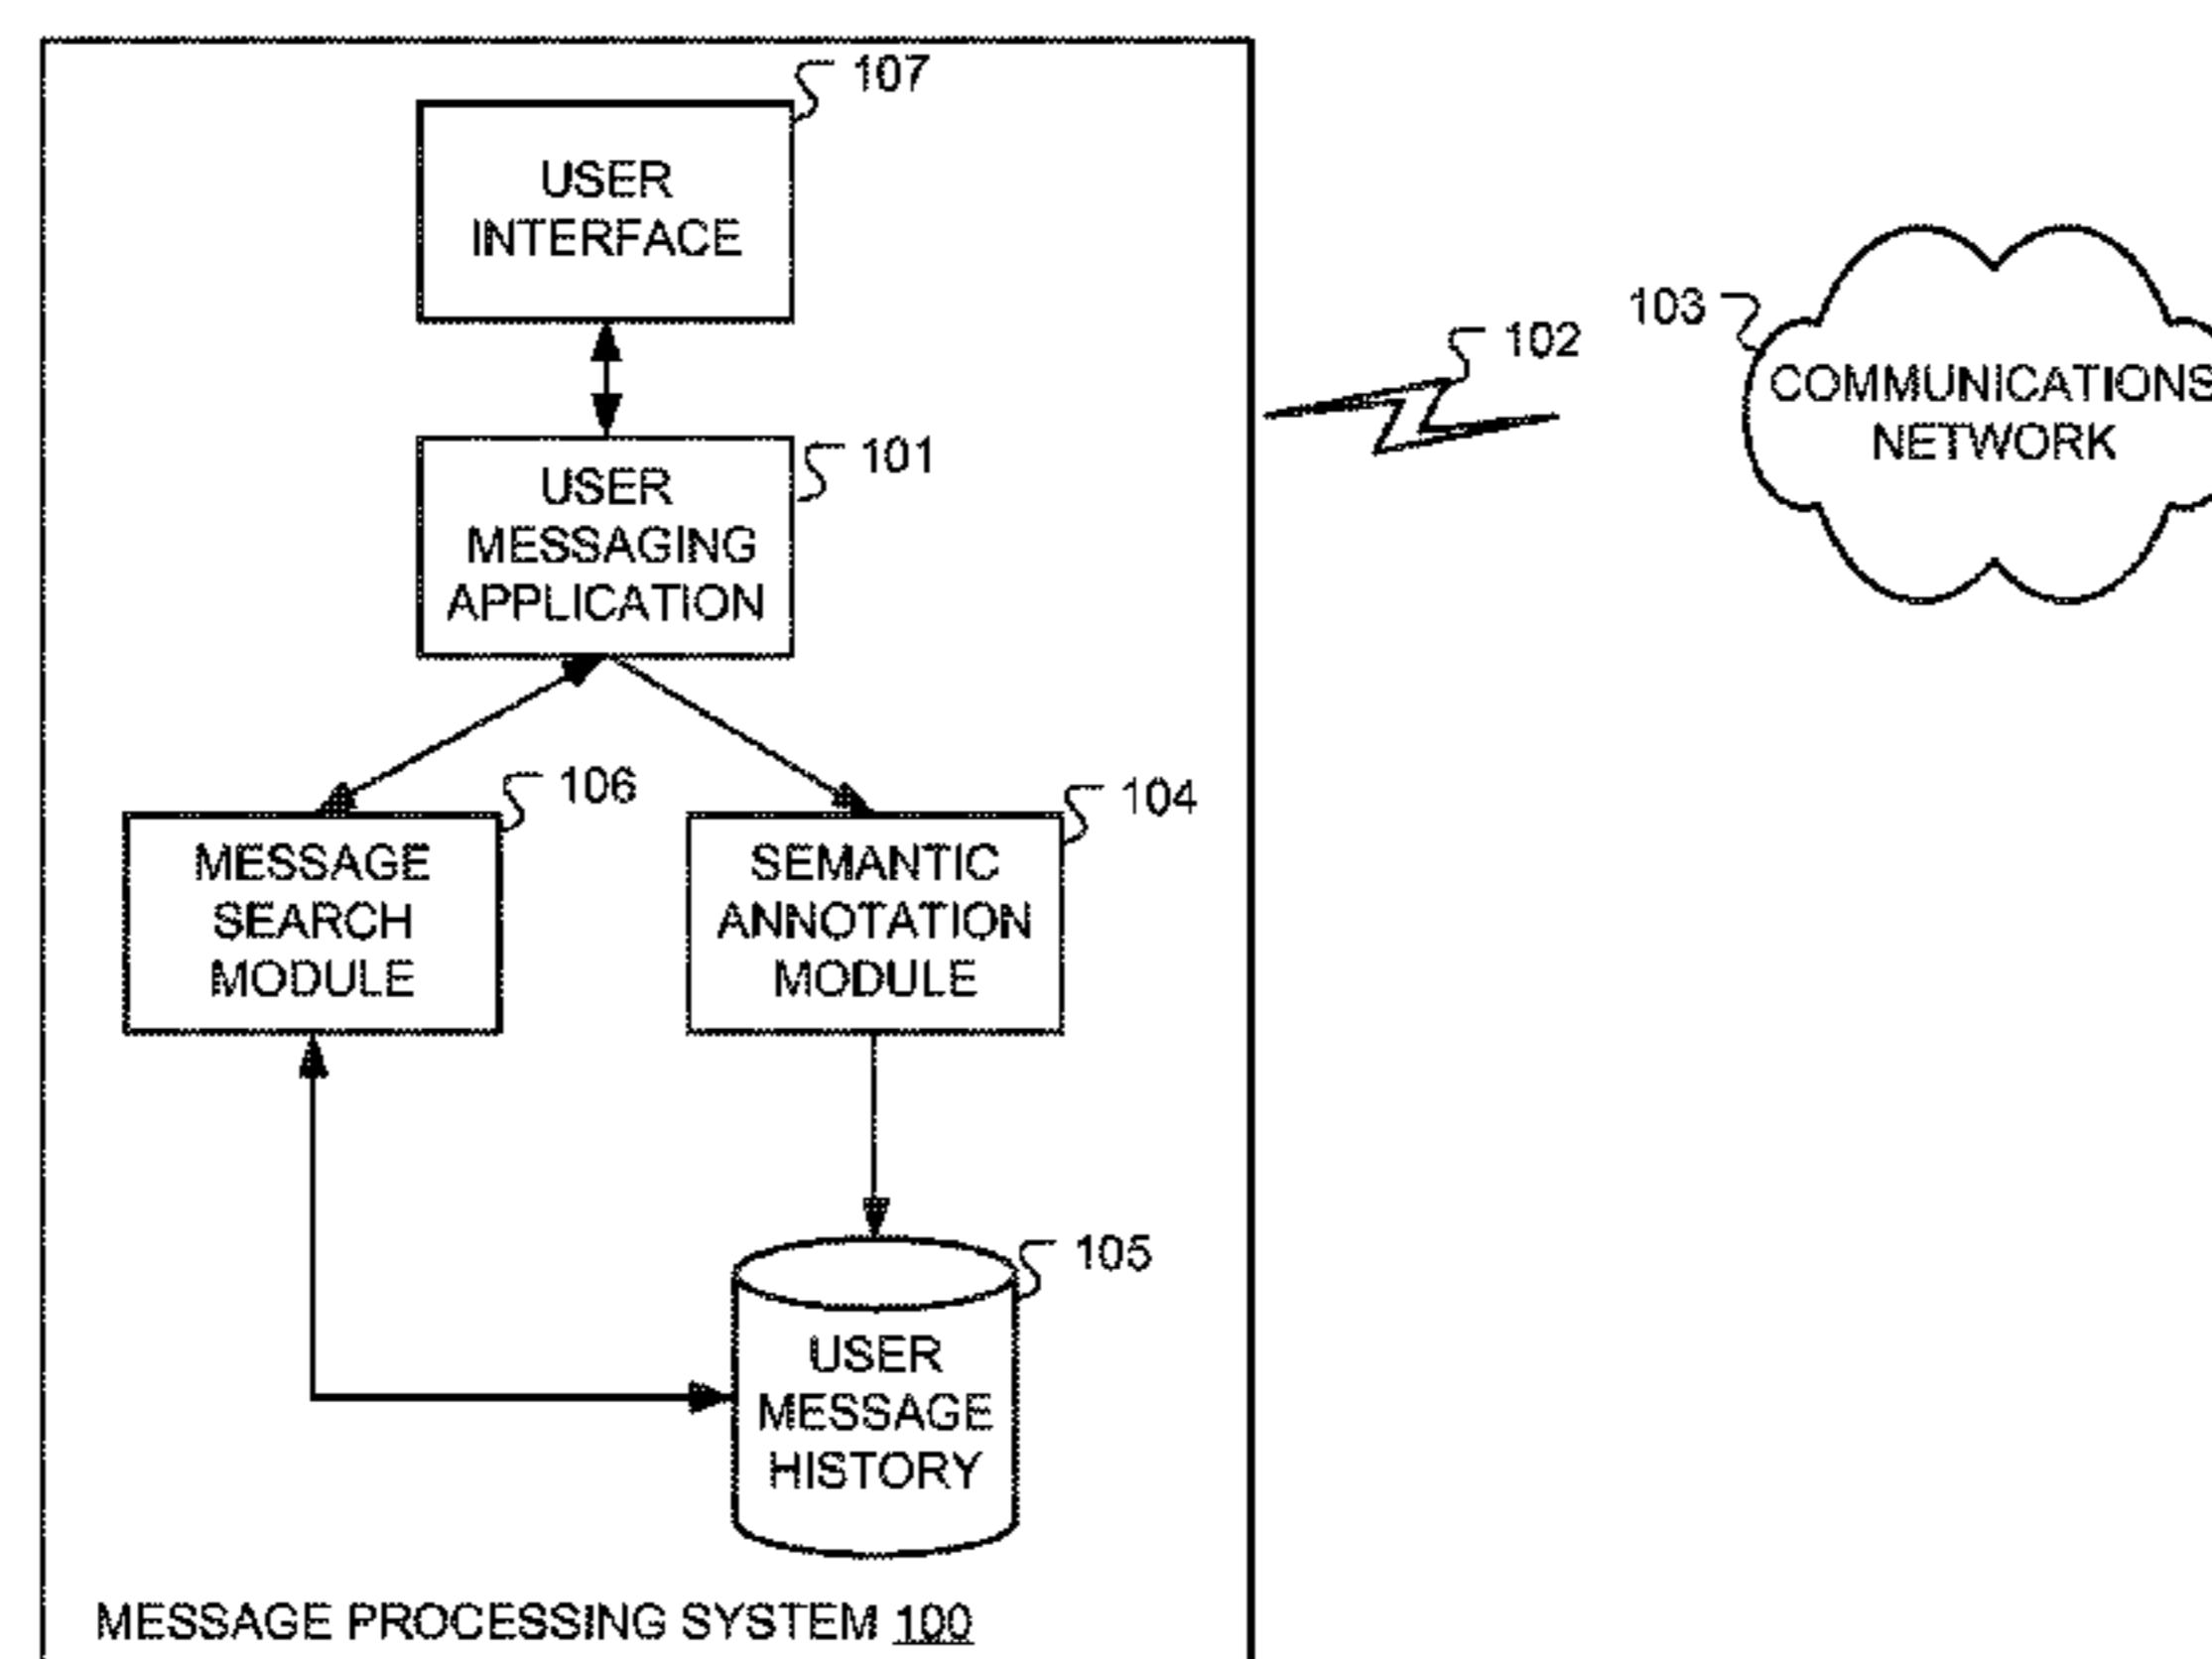 107
USER
INTERFACE
102
103
COMMUNICATIONS
NETWORK
101
USER
MESSAGING
APPLICATION
106
MESSAGE
SEARCH
MODULE
104
SEMANTIC
ANNOTATION
MODULE
105
USER
MESSAGE
HISTORY
MESSAGE PROCESSING SYSTEM 100